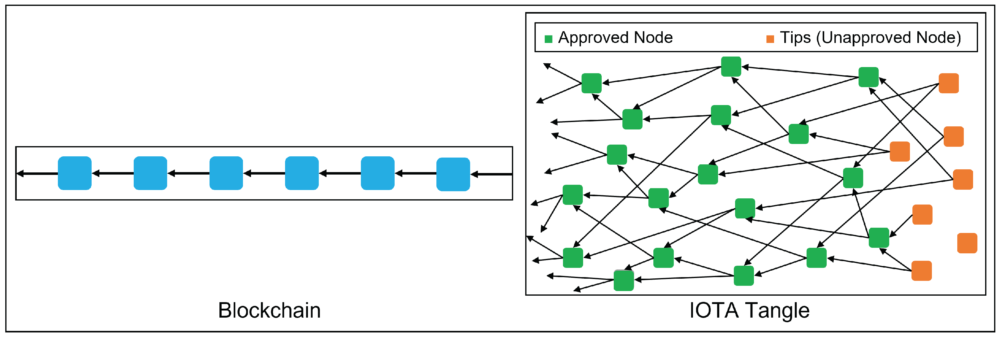 Approved Node
Tips (Unapproved Node)
Blockchain
IOTA Tangle